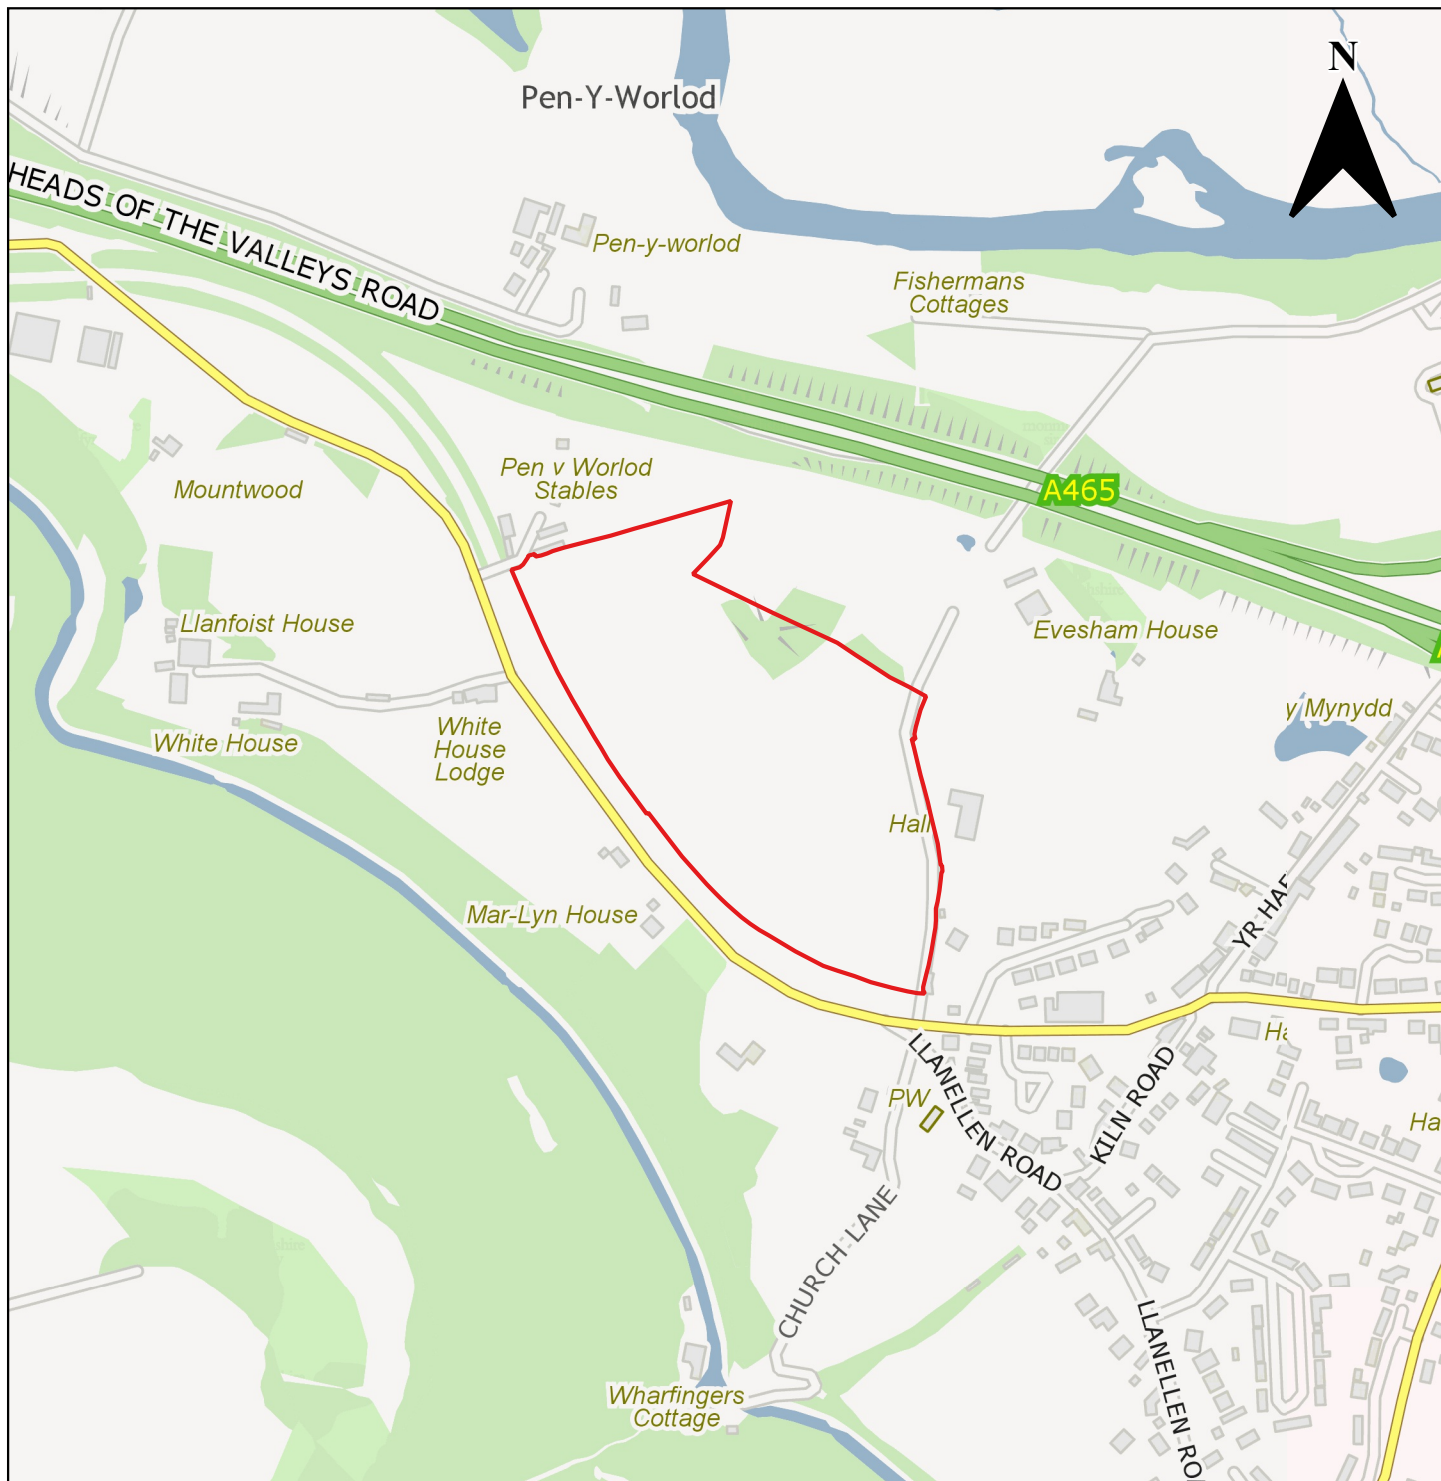 N
Pen-Y-Worlod
HEADS OF THE VALLEYS ROAD
Pen-y-worlod
Fishermans
Cottages
A465
Pen y Worlod
Stables
Mountwood
Llanfoist House
Evesham House
White House
White
House
Lodge
y Mynydd
Hall
Mar-Lyn House
YR HAF
LLANELLEN ROAD
KILN ROAD
PW
Ha
CHURCH LANE
LLANELLEN RO
Wharfingers
Cottage